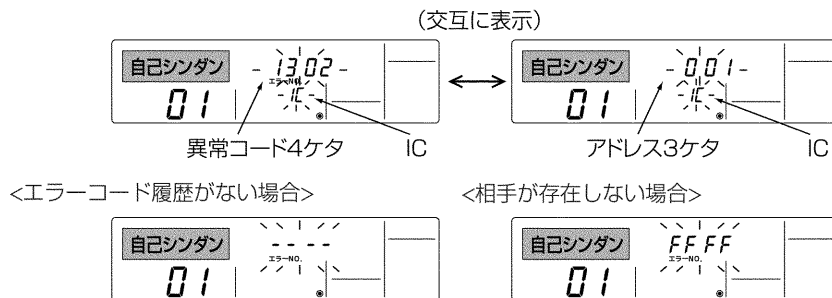 (交互に表示)
自己シンダン 1302 エラーNO. 01 IC
自己シンダン 001 01 IC
異常コード4ケタ IC アドレス3ケタ IC
<エラーコード履歴がない場合> <相手が存在しない場合>
自己シンダン ---- エラーNO. 01
自己シンダン FFFF エラーNO. 01